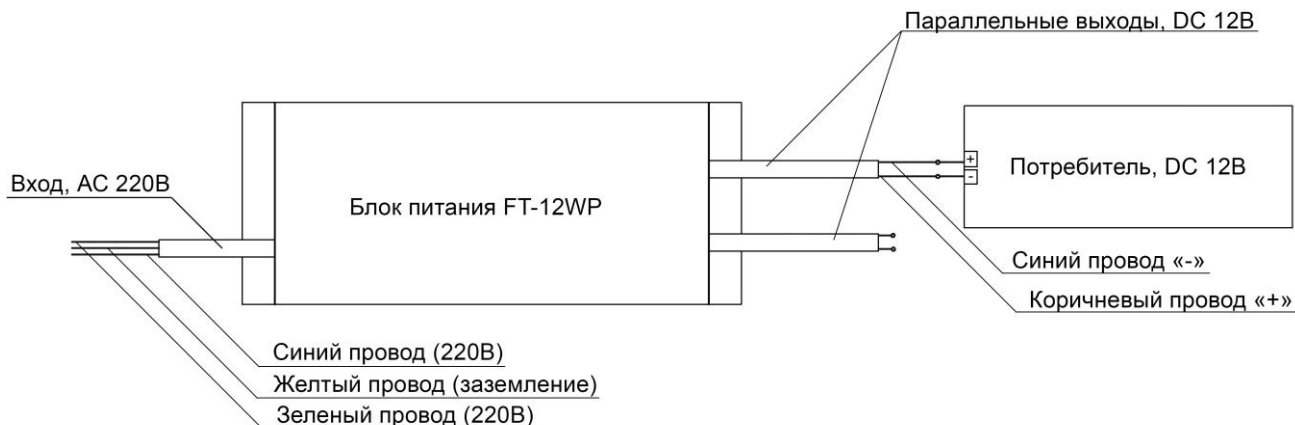 Параллельные выходы, DC 12В
Вход, AC 220В
Блок питания FT-12WP
+
-
Потребитель, DC 12В
Синий провод «-»
Коричневый провод «+»
Синий провод (220В)
Желтый провод (заземление)
Зеленый провод (220В)